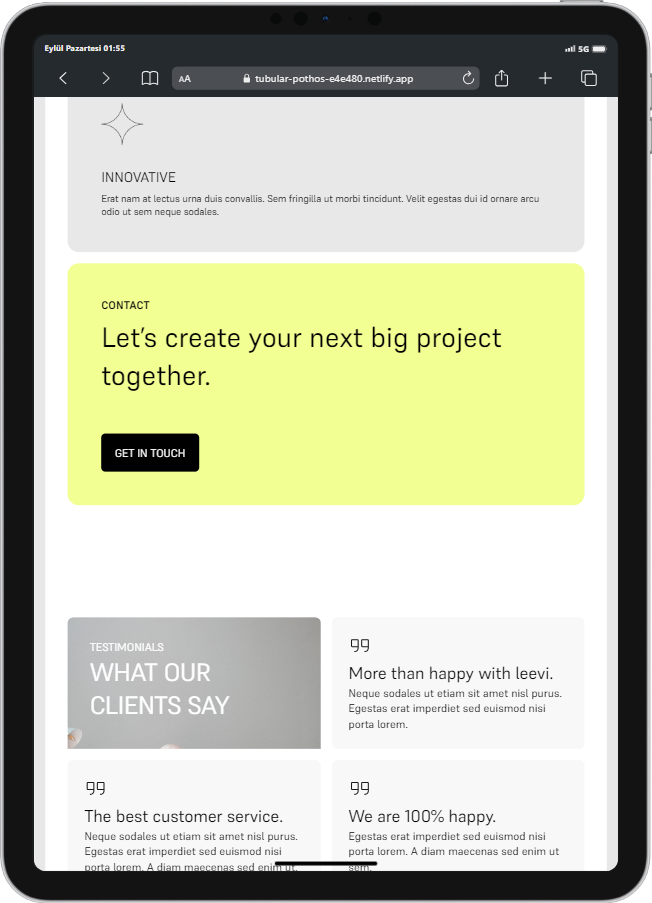 Eylül Pazartesi 01:55
5G
AA
tubular-pothos-e4e480.netlify.app
INNOVATIVE
Erat nam at lectus urna duis convallis. Sem fringilla ut morbi tincidunt. Velit egestas dui id ornare arcu
odio ut sem neque sodales.
CONTACT
Let's create your next big project
together.
GET IN TOUCH
TESTIMONIALS
WHAT OUR
CLIENTS SAY
More than happy with leevi.
Neque sodales ut etiam sit amet nisl purus.
Egestas erat imperdiet sed euismod nisi
porta lorem.
The best customer service.
Neque sodales ut etiam sit amet nisl purus.
Egestas erat imperdiet sed euismod nisi
porta lorem. A diam maecenas sed enim ut.
We are 100% happy.
Egestas erat imperdiet sed euismod nisi
porta lorem. A diam maecenas sed enim ut
sem.